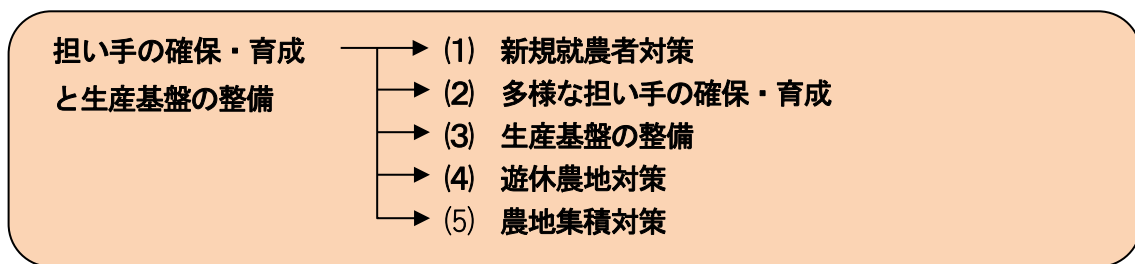 担い手の確保・育成
と生産基盤の整備
(1) 新規就農者対策
(2) 多様な担い手の確保・育成
(3) 生産基盤の整備
(4) 遊休農地対策
(5) 農地集積対策